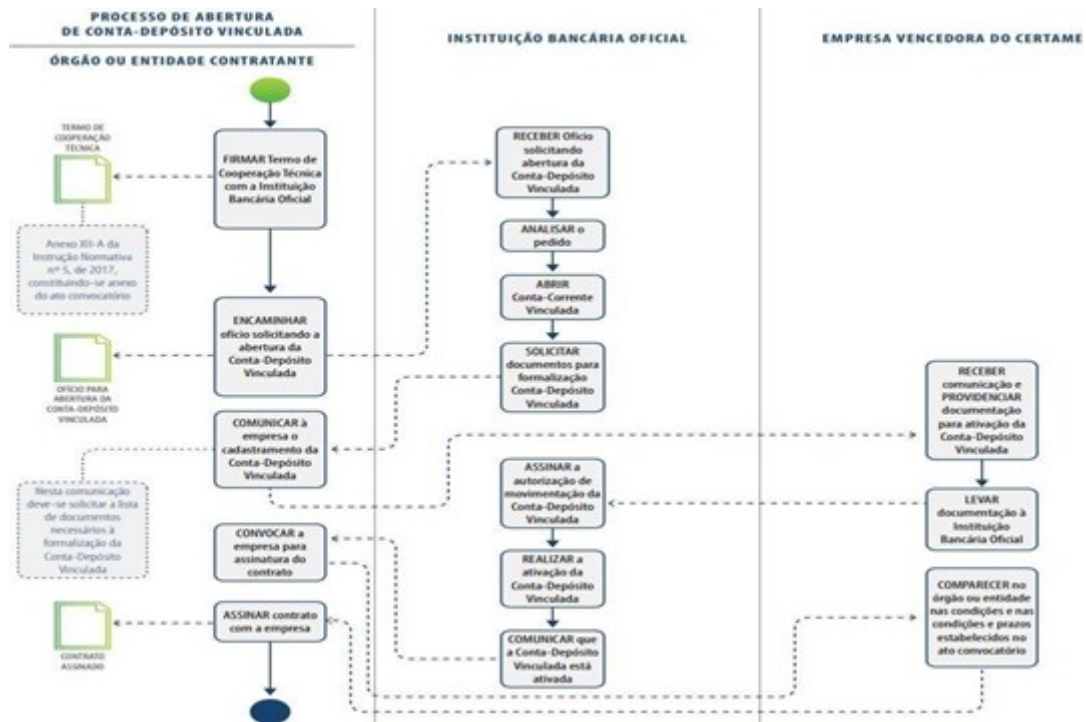 PROCESSO DE ABERTURA
DE CONTA-DEPÓSITO VINCULADA
ÓRGÃO OU ENTIDADE CONTRATANTE
TERMO DE
COOPERAÇÃO
TÉCNICA
FIRMAR Termo de
Cooperação Técnica
com a Instituição
Bancária Oficial
Anexo XII-A da
Instrução Normativa
nº 5, de 2017,
constituindo-se anexo
do ato convocatório
ENCAMINHAR
ofício solicitando a
abertura da
Conta-Depósito
Vinculada
OFÍCIO PARA
ABERTURA DA
CONTA-DEPÓSITO
VINCULADA
COMUNICAR à
empresa o
cadastramento da
Conta-Depósito
Vinculada
Nesta comunicação
deve-se solicitar a lista
de documentos
necessários à
formalização da
Conta-Depósito
Vinculada
CONVOCAR a
empresa para
assinatura do
contrato
ASSINAR contrato
com a empresa
CONTRATO
ASSINADO
INSTITUIÇÃO BANCÁRIA OFICIAL
RECEBER Ofício
solicitando
abertura da
Conta-Depósito
Vinculada
ANALISAR o
pedido
ABRIR
Conta-Corrente
Vinculada
SOLICITAR
documentos para
formalização
Conta-Depósito
Vinculada
ASSINAR a
autorização de
movimentação da
Conta-Depósito
Vinculada
REALIZAR a
ativação da
Conta-Depósito
Vinculada
COMUNICAR que
a Conta-Depósito
Vinculada está
ativada
EMPRESA VENCEDORA DO CERTAME
RECEBER
comunicação e
PROVIDENCIAR
documentação
para ativação da
Conta-Depósito
Vinculada
LEVAR
documentação à
Instituição
Bancária Oficial
COMPARECER no
órgão ou entidade
nas condições e nas
condições e prazos
estabelecidos no
ato convocatório